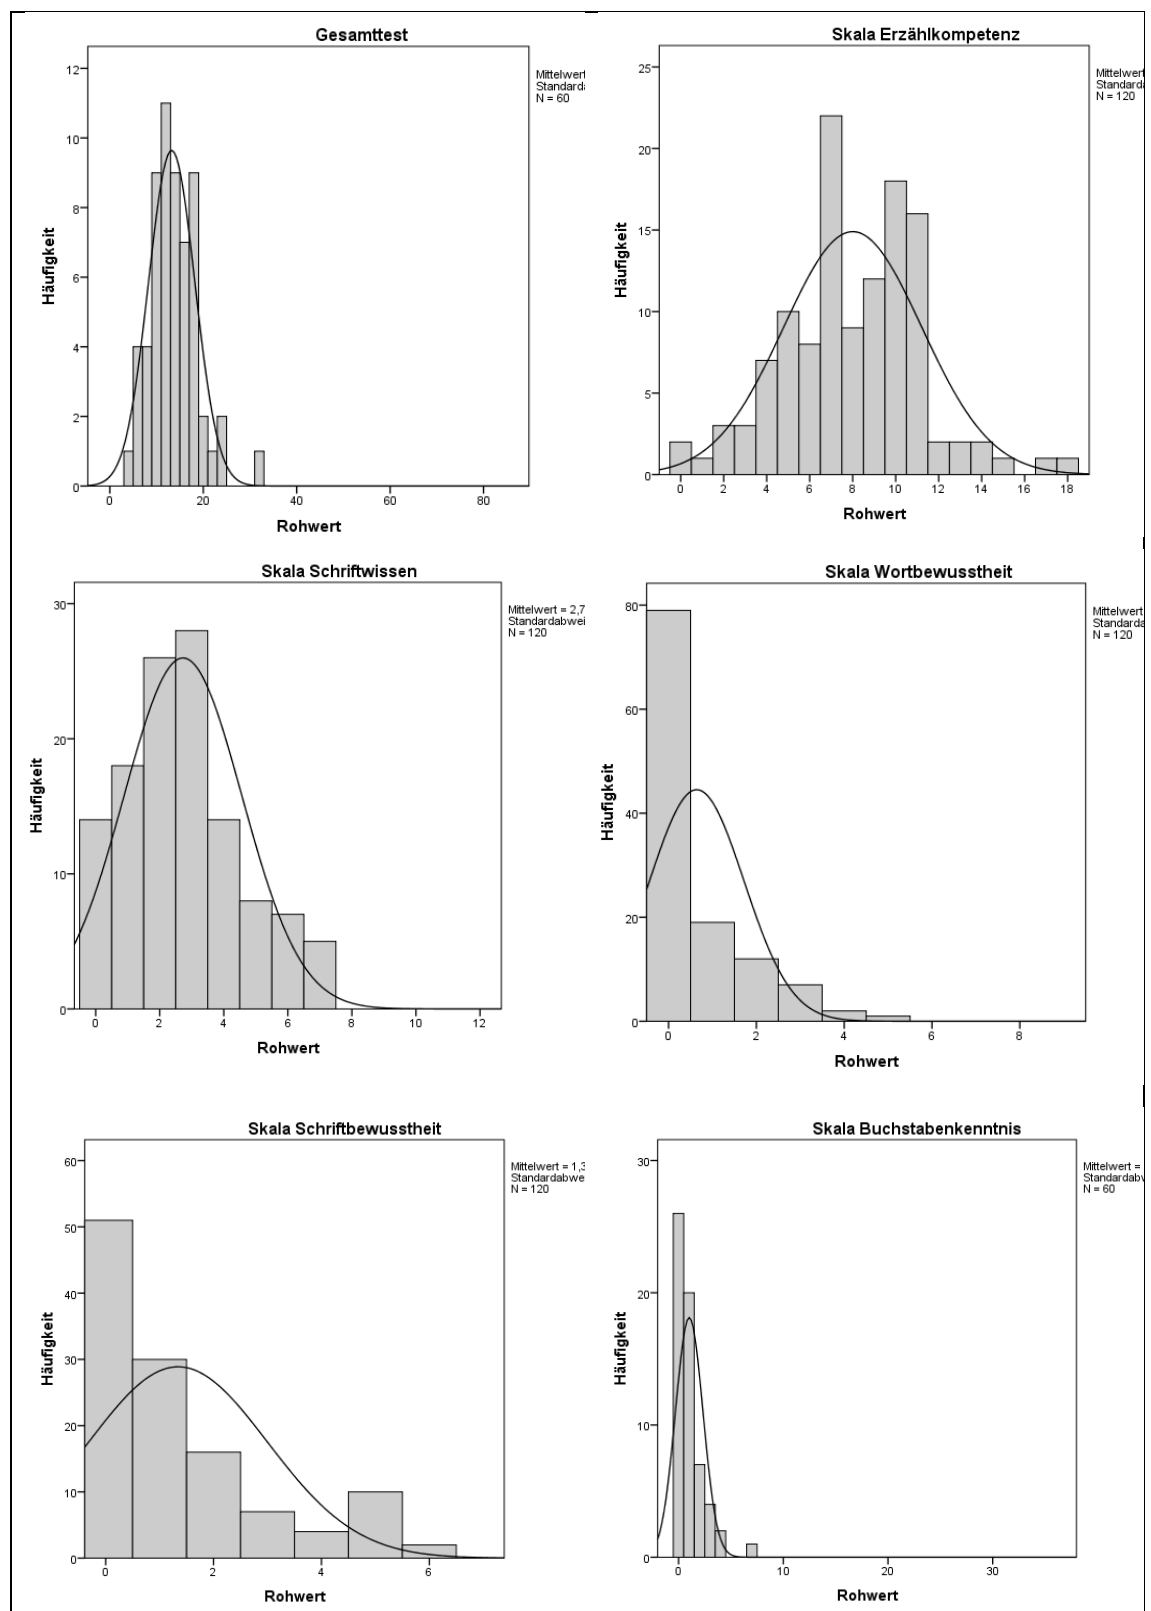 Gesamttest
12
10
8
6
4
2
0
Häufigkeit
0 20 40 60 80
Rohwert
Mittelwert
N = 60
Skala Erzählkompetenz
25
20
15
10
5
0
Häufigkeit
0 2 4 6 8 10 12 14 16 18
Rohwert
Mittelwert
N = 120
Skala Schriftwissen
30
20
10
0
Häufigkeit
0 2 4 6 8 10 12
Rohwert
Mittelwert = 2,7
Standardabwei
N = 120
Skala Wortbewusstheit
80
60
40
20
0
Häufigkeit
0 2 4 6 8
Rohwert
Mittelwert
Standarda
N = 120
Skala Schriftbewusstheit
60
50
40
30
20
10
0
Häufigkeit
0 2 4 6
Rohwert
Mittelwert = 1,3
Standardabwe
N = 120
Skala Buchstabenkenntnis
30
20
10
0
Häufigkeit
0 10 20 30
Rohwert
Mittelwert =
Standardabw
N = 60